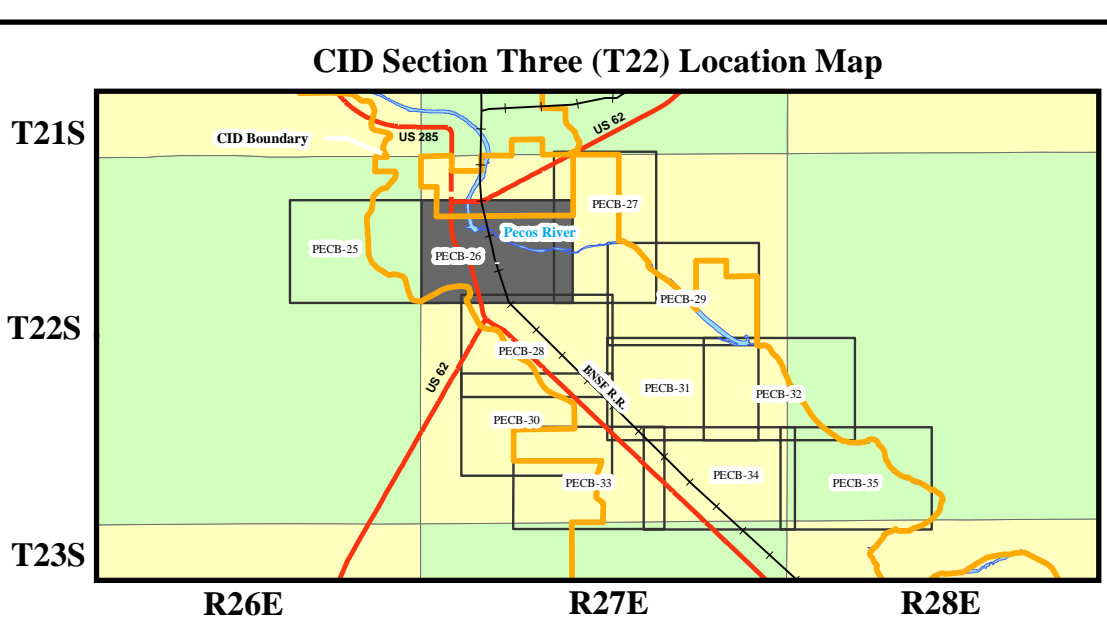 CID Section Three (T22) Location Map
T21S
US 285
US 62
CID Boundary
PECB-27
Pecos River
PECB-25
PECB-26
PECB-29
T22S
PECB-28
US 62
BNSF R.R.
PECB-31
PECB-32
PECB-30
PECB-33
PECB-34
PECB-35
T23S
R26E
R27E
R28E